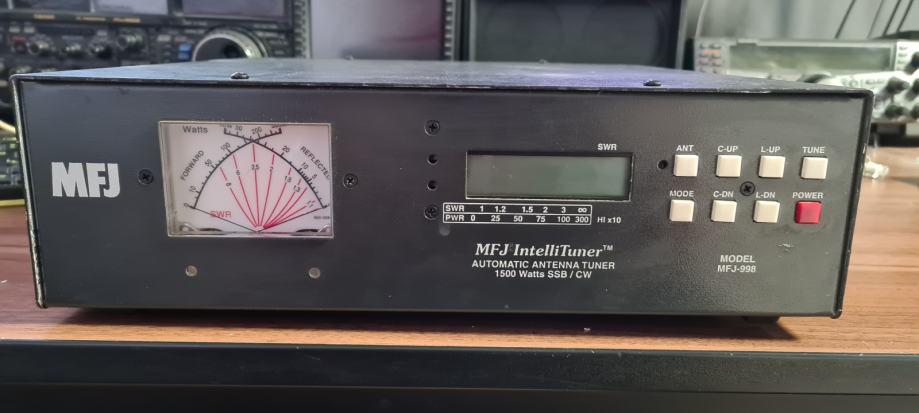 MFJ
Watts
FORWARD
REFLECTED
SWR
SWR
SWR 1 1.2 1.5 2 3 ∞
PWR 0 25 50 75 100 300 HI x10
MFJ IntelliTuner™
AUTOMATIC ANTENNA TUNER
1500 Watts SSB / CW
ANT C-UP L-UP TUNE
MODE C-DN L-DN POWER
MODEL
MFJ-998